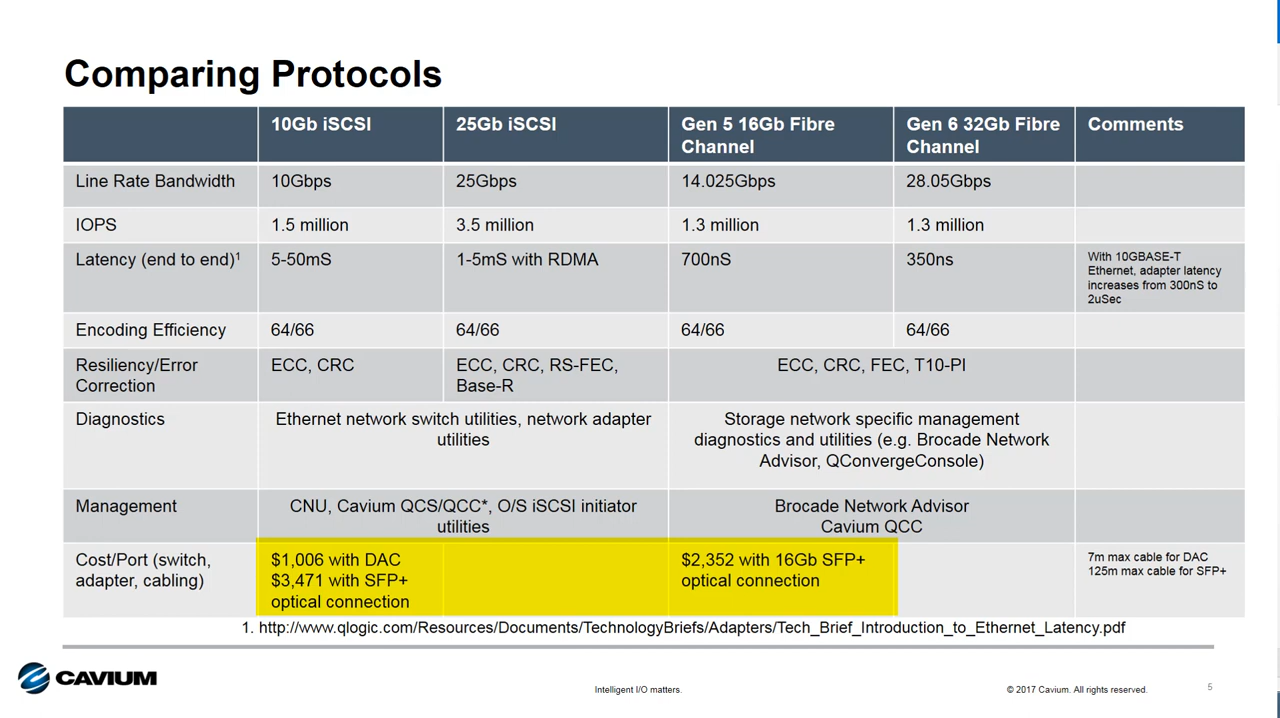 Comparing Protocols
10Gb iSCSI
25Gb iSCSI
Gen 5 16Gb Fibre
Channel
Gen 6 32Gb Fibre
Channel
Comments
Line Rate Bandwidth
10Gbps
25Gbps
14.025Gbps
28.05Gbps
IOPS
1.5 million
3.5 million
1.3 million
1.3 million
Latency (end to end)¹
5-50mS
1-5mS with RDMA
700nS
350ns
With 10GBASE-T
Ethernet, adapter latency
increases from 300nS to
2uSec
Encoding Efficiency
64/66
64/66
64/66
64/66
Resiliency/Error
Correction
ECC, CRC
ECC, CRC, RS-FEC,
Base-R
ECC, CRC, FEC, T10-PI
Diagnostics
Ethernet network switch utilities, network adapter
utilities
Storage network specific management
diagnostics and utilities (e.g. Brocade Network
Advisor, QConvergeConsole)
Management
CNU, Cavium QCS/QCC*, O/S iSCSI initiator
utilities
Brocade Network Advisor
Cavium QCC
Cost/Port (switch,
adapter, cabling)
$1,006 with DAC
$3,471 with SFP+
optical connection
$2,352 with 16Gb SFP+
optical connection
7m max cable for DAC
125m max cable for SFP+
1. http://www.qlogic.com/Resources/Documents/TechnologyBriefs/Adapters/Tech_Brief_Introduction_to_Ethernet_Latency.pdf
CAVIUM
Intelligent I/O matters.
© 2017 Cavium. All rights reserved.
5